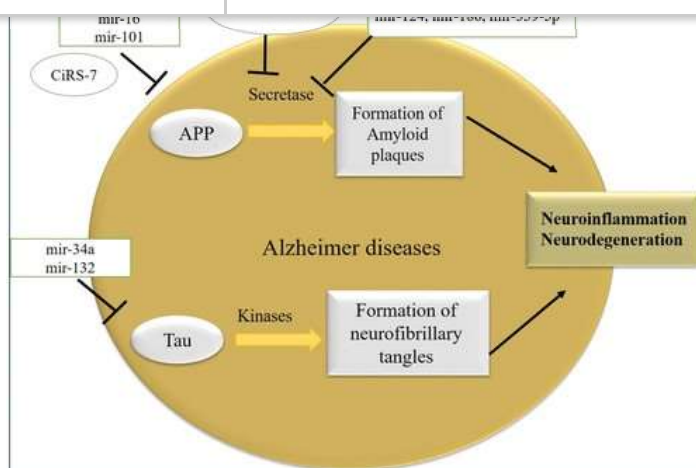 mir-16
mir-101
CiRS-7
Secretase
APP
Formation of
Amyloid
plaques
Neuroinflammation
Neurodegeneration
mir-34a
mir-132
Alzheimer diseases
Kinases
Tau
Formation of
neurofibrillary
tangles